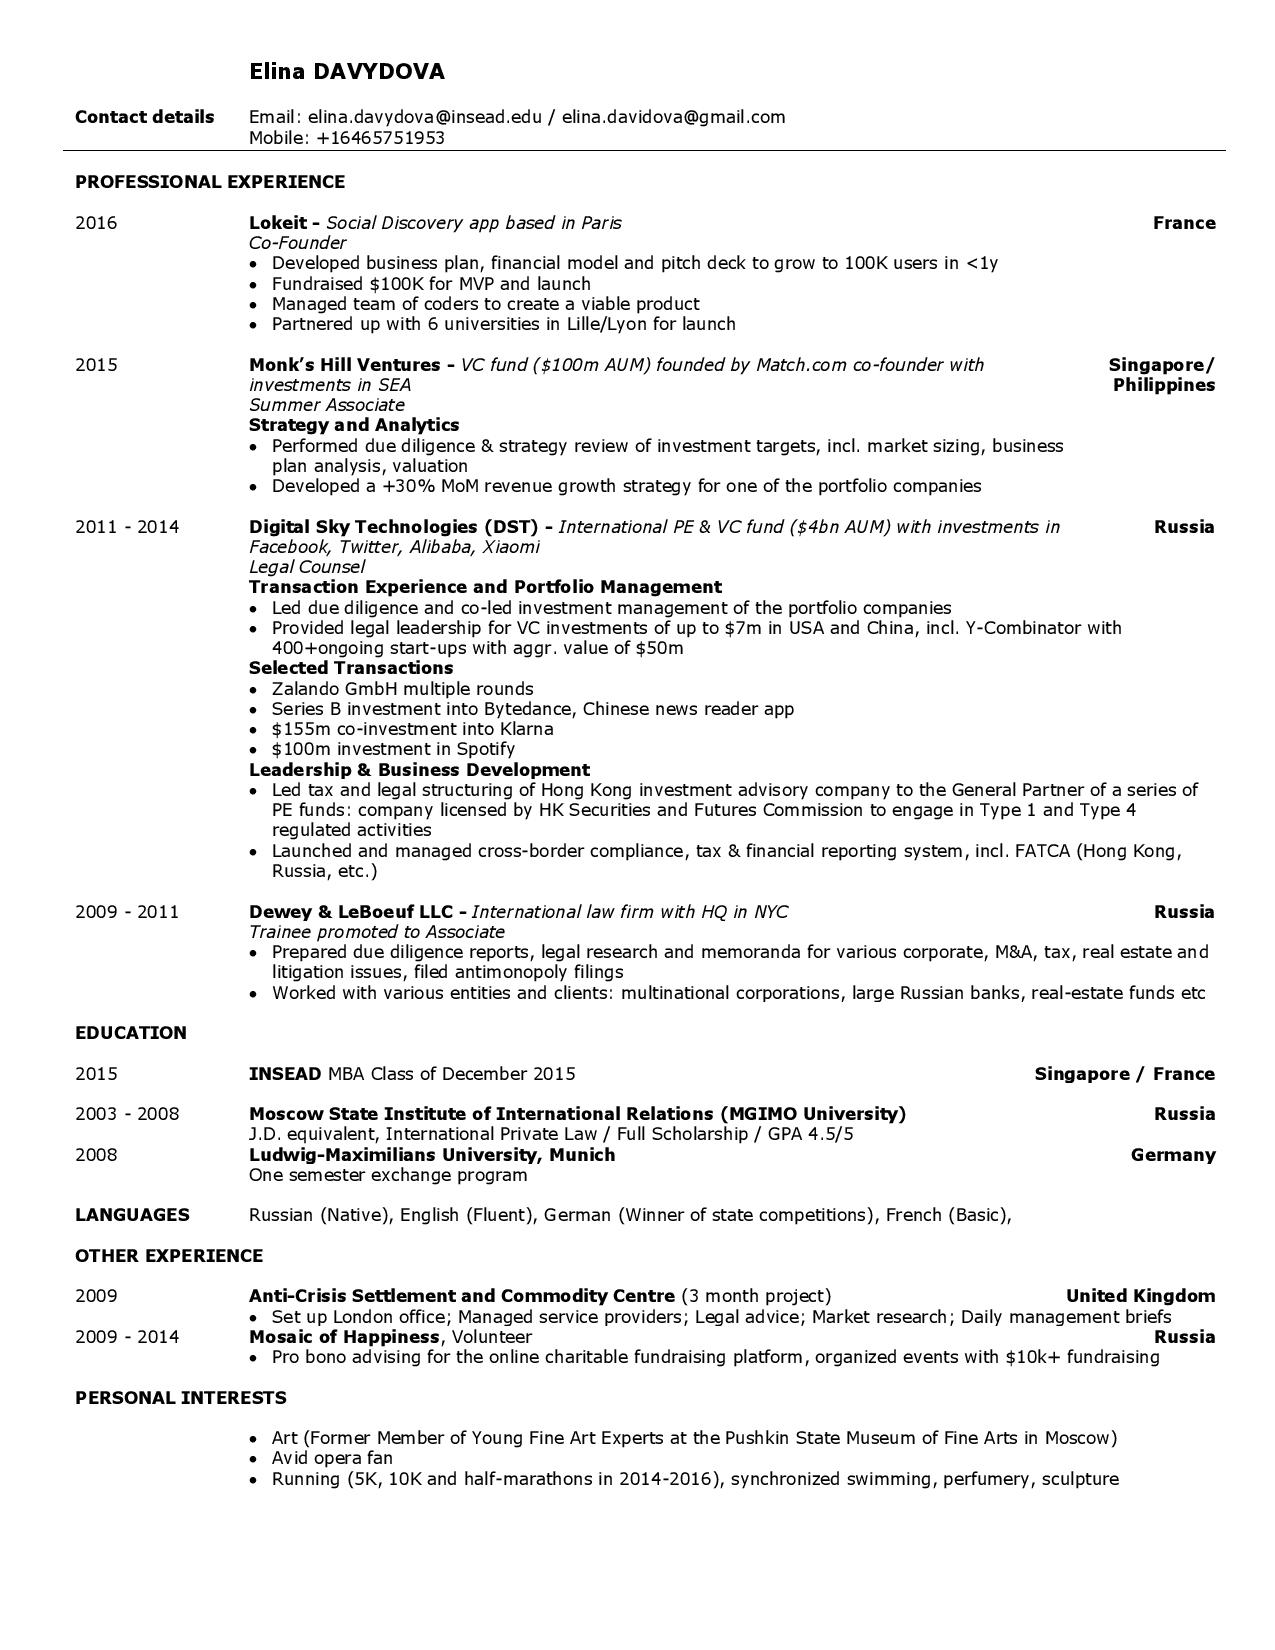 Elina DAVYDOVA
Contact details Email: elina.davydova@insead.edu / elina.davidova@gmail.com
Mobile: +16465751953
PROFESSIONAL EXPERIENCE
2016 Lokeit - Social Discovery app based in Paris France
Co-Founder
• Developed business plan, financial model and pitch deck to grow to 100K users in <1y
• Fundraised $100K for MVP and launch
• Managed team of coders to create a viable product
• Partnered up with 6 universities in Lille/Lyon for launch
2015 Monk's Hill Ventures - VC fund ($100m AUM) founded by Match.com co-founder with Singapore/
investments in SEA Philippines
Summer Associate
Strategy and Analytics
• Performed due diligence & strategy review of investment targets, incl. market sizing, business
plan analysis, valuation
• Developed a +30% MoM revenue growth strategy for one of the portfolio companies
2011 - 2014 Digital Sky Technologies (DST) - International PE & VC fund ($4bn AUM) with investments in Russia
Facebook, Twitter, Alibaba, Xiaomi
Legal Counsel
Transaction Experience and Portfolio Management
• Led due diligence and co-led investment management of the portfolio companies
• Provided legal leadership for VC investments of up to $7m in USA and China, incl. Y-Combinator with
400+ongoing start-ups with aggr. value of $50m
Selected Transactions
• Zalando GmbH multiple rounds
• Series B investment into Bytedance, Chinese news reader app
• $155m co-investment into Klarna
• $100m investment in Spotify
Leadership & Business Development
• Led tax and legal structuring of Hong Kong investment advisory company to the General Partner of a series of
PE funds: company licensed by HK Securities and Futures Commission to engage in Type 1 and Type 4
regulated activities
• Launched and managed cross-border compliance, tax & financial reporting system, incl. FATCA (Hong Kong,
Russia, etc.)
2009 - 2011 Dewey & LeBoeuf LLC - International law firm with HQ in NYC Russia
Trainee promoted to Associate
• Prepared due diligence reports, legal research and memoranda for various corporate, M&A, tax, real estate and
litigation issues, filed antimonopoly filings
• Worked with various entities and clients: multinational corporations, large Russian banks, real-estate funds etc
EDUCATION
2015 INSEAD MBA Class of December 2015 Singapore / France
2003 - 2008 Moscow State Institute of International Relations (MGIMO University) Russia
J.D. equivalent, International Private Law / Full Scholarship / GPA 4.5/5
2008 Ludwig-Maximilians University, Munich Germany
One semester exchange program
LANGUAGES Russian (Native), English (Fluent), German (Winner of state competitions), French (Basic),
OTHER EXPERIENCE
2009 Anti-Crisis Settlement and Commodity Centre (3 month project) United Kingdom
• Set up London office; Managed service providers; Legal advice; Market research; Daily management briefs
2009 - 2014 Mosaic of Happiness, Volunteer Russia
• Pro bono advising for the online charitable fundraising platform, organized events with $10k+ fundraising
PERSONAL INTERESTS
• Art (Former Member of Young Fine Art Experts at the Pushkin State Museum of Fine Arts in Moscow)
• Avid opera fan
• Running (5K, 10K and half-marathons in 2014-2016), synchronized swimming, perfumery, sculpture